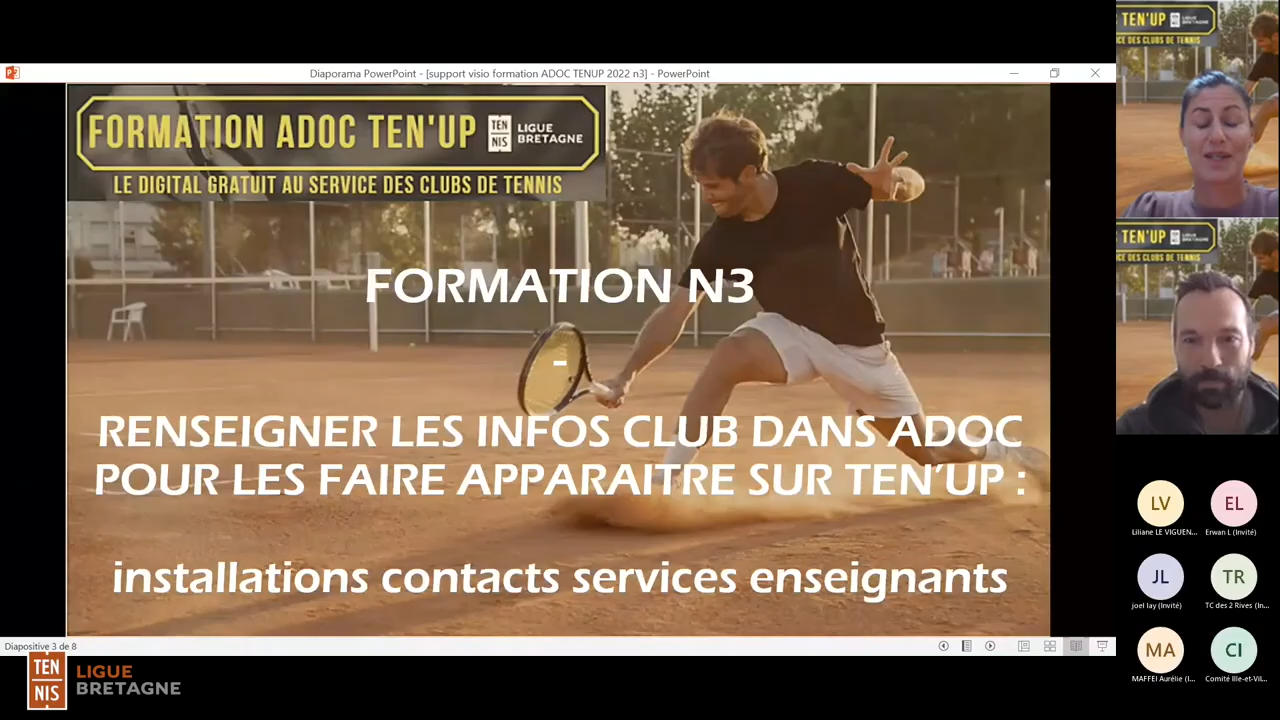 Diaporama PowerPoint - [support visio formation ADOC TENUP 2022 n3] - PowerPoint
FORMATION ADOC TEN'UP
TEN
NIS
LIGUE
BRETAGNE
LE DIGITAL GRATUIT AU SERVICE DES CLUBS DE TENNIS
FORMATION N3
-
RENSEIGNER LES INFOS CLUB DANS ADOC
POUR LES FAIRE APPARAITRE SUR TEN'UP :
installations contacts services enseignants
Diapositive 3 de 8
TEN
NIS
LIGUE
BRETAGNE
TEN'UP
LIGUE
BRETAGNE
CE DES CLUBS DE TENNIS
TEN'UP
LIGUE
BRETAGNE
CE DES CLUBS DE TENNIS
LV
EL
Liliane LE VIGUEN...
Erwan L (Invité)
JL
TR
joel lay (Invité)
TC des 2 Rives (In...
MA
CI
MAFFEI Aurélie (I...
Comité Ille-et-Vil...